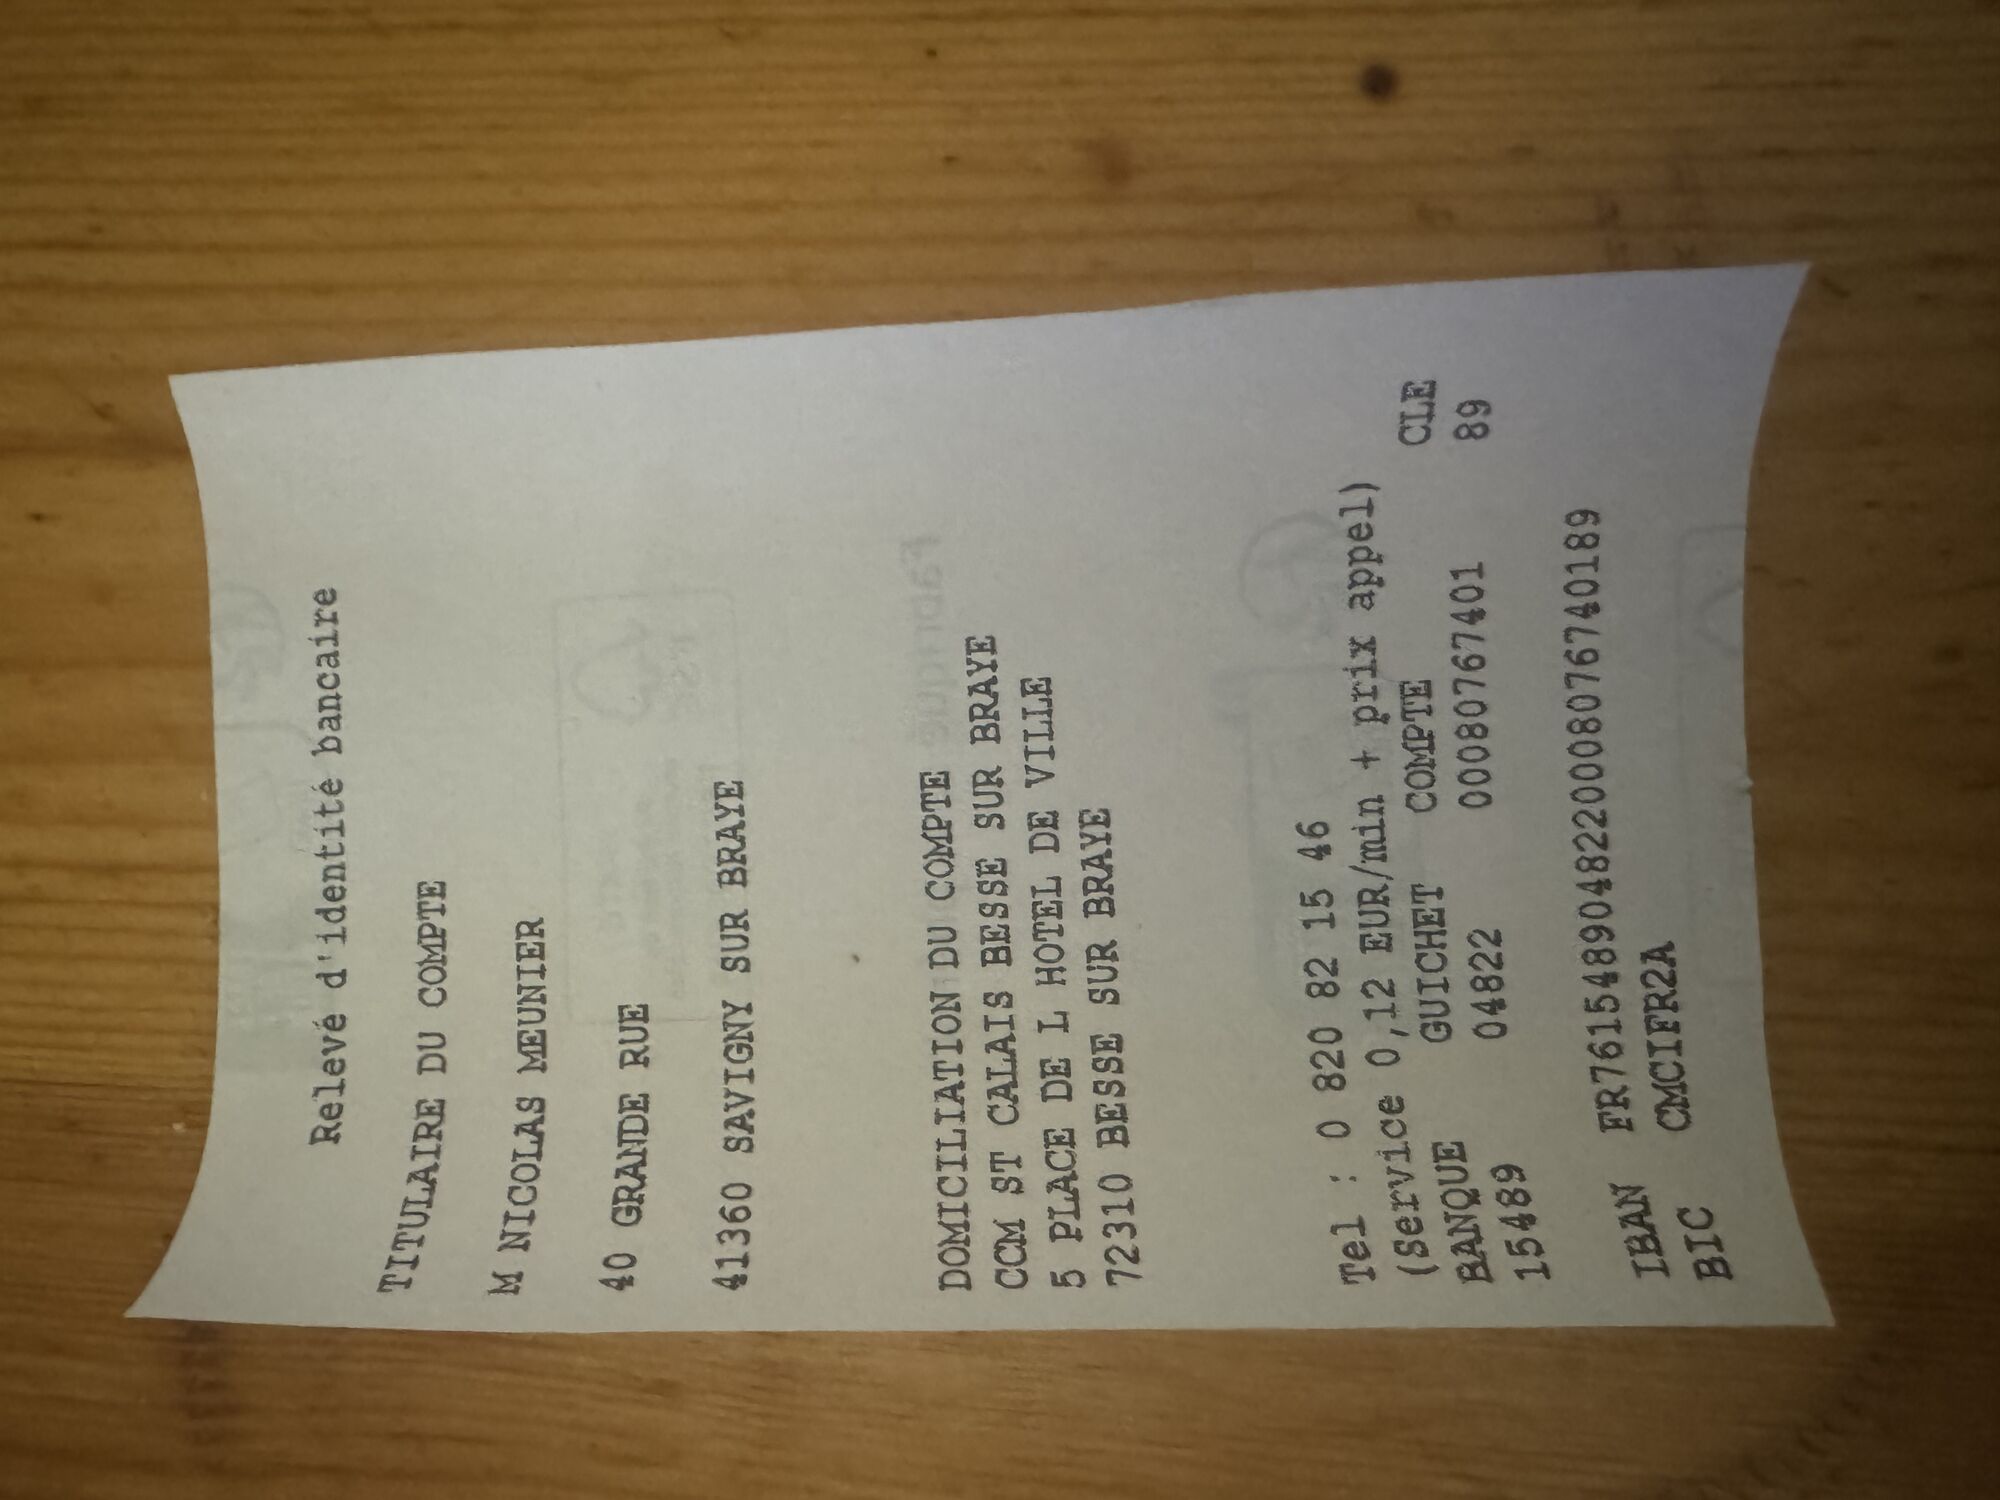 Relevé d'identité bancaire
TITULAIRE DU COMPTE
M NICOLAS MEUNIER
40 GRANDE RUE
41360 SAVIGNY SUR BRAYE
DOMICILIATION DU COMPTE
CCM ST CALAIS BESSE SUR BRAYE
5 PLACE DE L HOTEL DE VILLE
72310 BESSE SUR BRAYE
Tel : 0 820 82 15 46
(Service 0,12 EUR/min + prix appel)
BANQUE GUICHET COMPTE CLE
15489 04822 00080767401 89
IBAN FR7615489048220008076740189
BIC CMCIFR2A